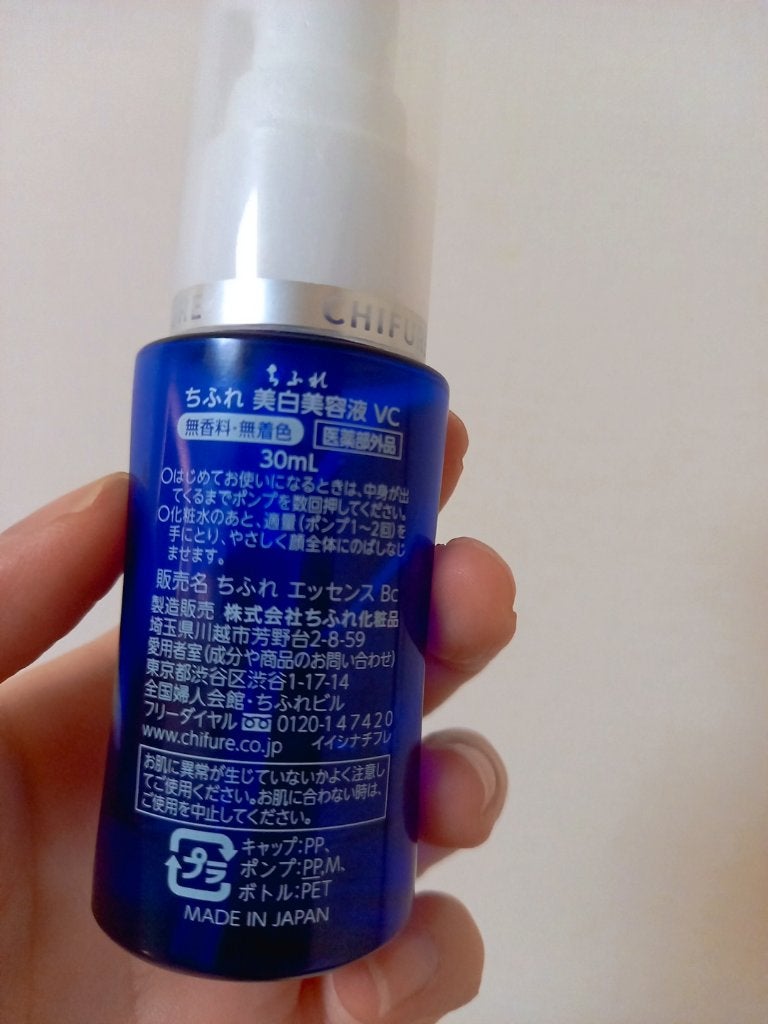 CHIFURE
ちふれ
ちふれ 美白美容液 VC
無香料・無着色 医薬部外品
30mL
○はじめてお使いになるときは、中身が出
てくるまでポンプを数回押してください。
○化粧水のあと、適量(ポンプ1〜2回)を
手にとり、やさしく顔全体にのばしなじ
ませます。
販売名 ちふれ エッセンス Bc
製造販売 株式会社ちふれ化粧品
埼玉県川越市芳野台2-8-59
愛用者室(成分や商品のお問い合わせ)
東京都渋谷区渋谷1-17-14
全国婦人会館・ちふれビル
フリーダイヤル 0120-147420
www.chifure.co.jp イイシナチフレ
お肌に異常が生じていないかよく注意し
てご使用ください。お肌に合わない時は、
ご使用を中止してください。
プラ
キャップ:PP、
ポンプ:PP,M、
ボトル:PET
MADE IN JAPAN